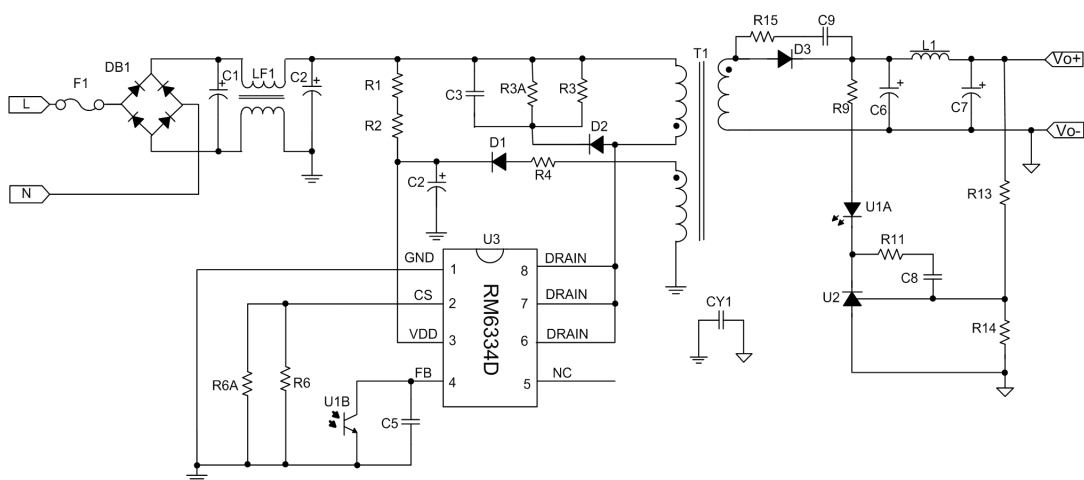 R15
C9
T1
D3
L1
Vo+
DB1
C1
LF1
C2
F1
L
R1
C3
R3A
R3
R9
C6
C7
R2
D2
Vo-
D1
R4
C2
N
R13
U1A
U3
R11
GND
1
8
DRAIN
C8
CS
2
7
DRAIN
CY1
U2
RM6334D
VDD
3
6
DRAIN
R14
FB
4
5
NC
R6A
R6
U1B
C5